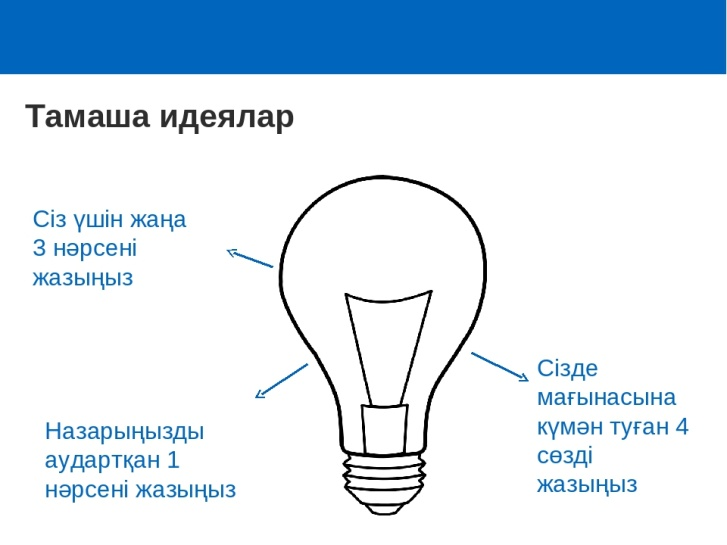 Тамаша идеялар
Сіз үшін жаңа
3 нәрсені
жазыңыз
Сізде
мағынасына
күмән туған 4
сөзді
жазыңыз
Назарыңызды
аудартқан 1
нәрсені жазыңыз